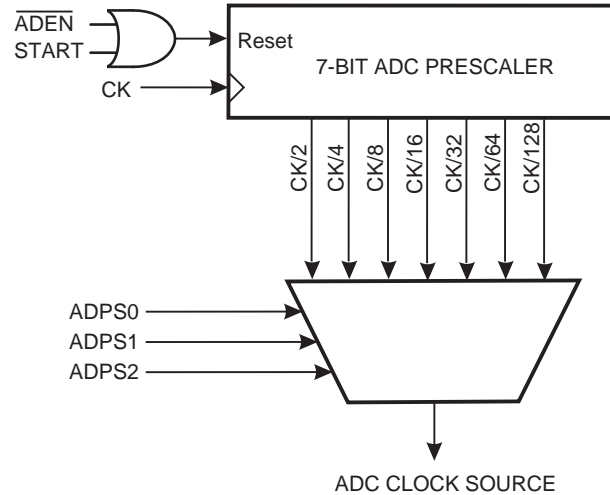 ADEN
START
Reset
7-BIT ADC PRESCALER
CK
CK/2
CK/4
CK/8
CK/16
CK/32
CK/64
CK/128
ADPS0
ADPS1
ADPS2
ADC CLOCK SOURCE